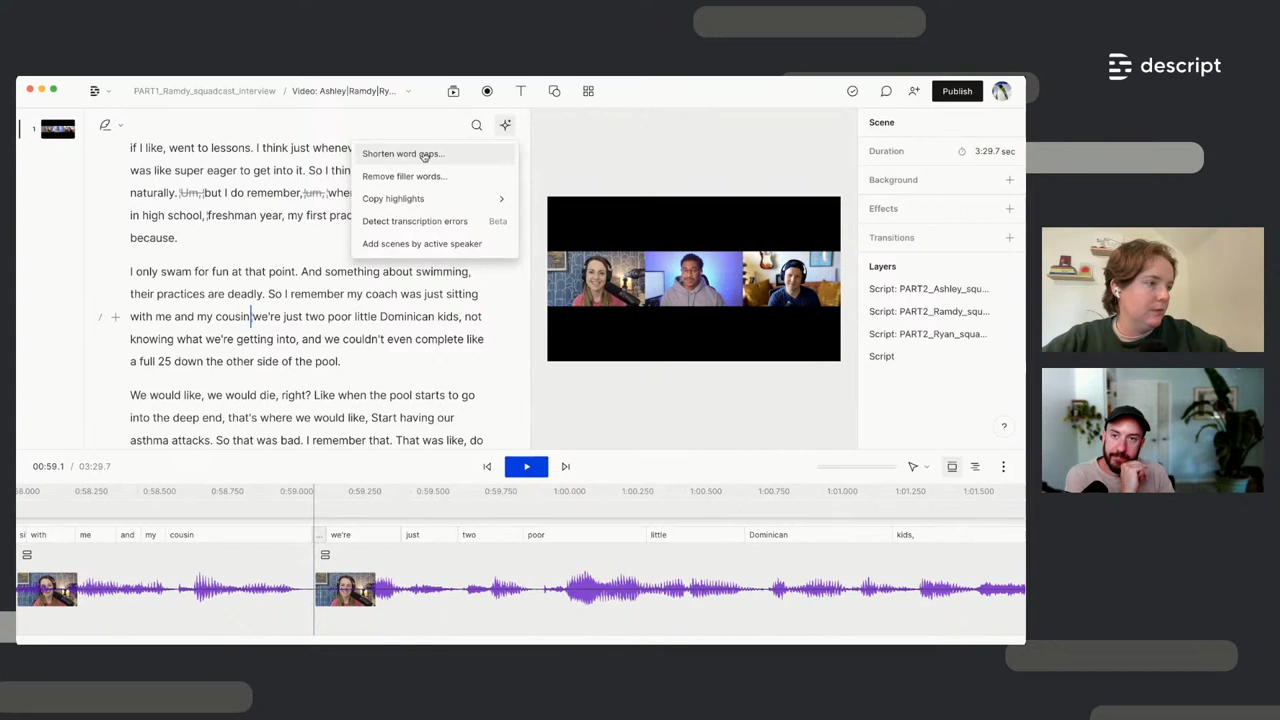 descript
PART1_Ramdy_squadcast_interview / Video: Ashley|Ramdy|Ry...
Publish
1
if I like, went to lessons. I think just whenev
was like super eager to get into it. So I thin
naturally. Um, but I do remember, um, whe
in high school, freshman year, my first prac
because.
Shorten word gaps...
Remove filler words...
Copy highlights
Detect transcription errors Beta
Add scenes by active speaker
I only swam for fun at that point. And something about swimming,
their practices are deadly. So I remember my coach was just sitting
/ + with me and my cousin we're just two poor little Dominican kids, not
knowing what we're getting into, and we couldn't even complete like
a full 25 down the other side of the pool.
We would like, we would die, right? Like when the pool starts to go
into the deep end, that's where we would like, Start having our
asthma attacks. So that was bad. I remember that. That was like, do
Scene
Duration 3:29.7 sec
Background +
Effects +
Transitions +
Layers
Script: PART2_Ashley_squ...
Script: PART2_Ramdy_squ...
Script: PART2_Ryan_squa...
Script
?
00:59.1 / 03:29.7
58.000 0:58.250 0:58.500 0:58.750 0:59.000 0:59.250 0:59.500 0:59.750 1:00.000 1:00.250 1:00.500 1:00.750 1:01.000 1:01.250 1:01.500
si with me and my cousin ... we're just two poor little Dominican kids,